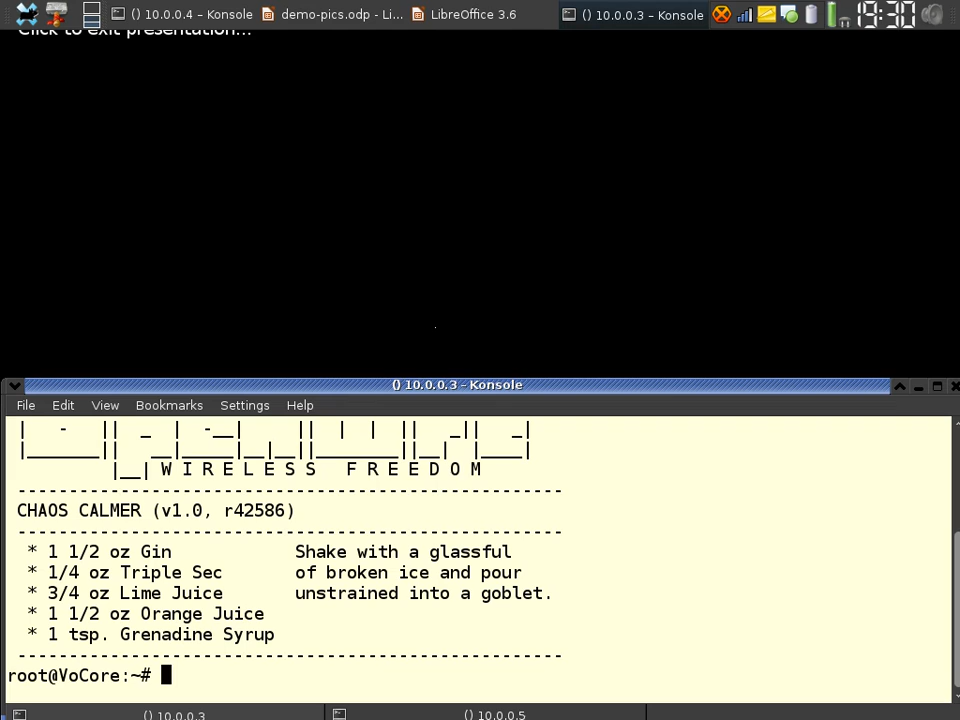 () 10.0.0.4 – Konsole
demo-pics.odp - Li...
LibreOffice 3.6
() 10.0.0.3 – Konsole
19:30
Click to exit presentation...
() 10.0.0.3 – Konsole
File Edit View Bookmarks Settings Help
W I R E L E S S F R E E D O M
-----------------------------------------------------
CHAOS CALMER (v1.0, r42586)
-----------------------------------------------------
* 1 1/2 oz Gin Shake with a glassful
* 1/4 oz Triple Sec of broken ice and pour
* 3/4 oz Lime Juice unstrained into a goblet.
* 1 1/2 oz Orange Juice
* 1 tsp. Grenadine Syrup
-----------------------------------------------------
root@VoCore:~#
() 10.0.0.3
() 10.0.0.5